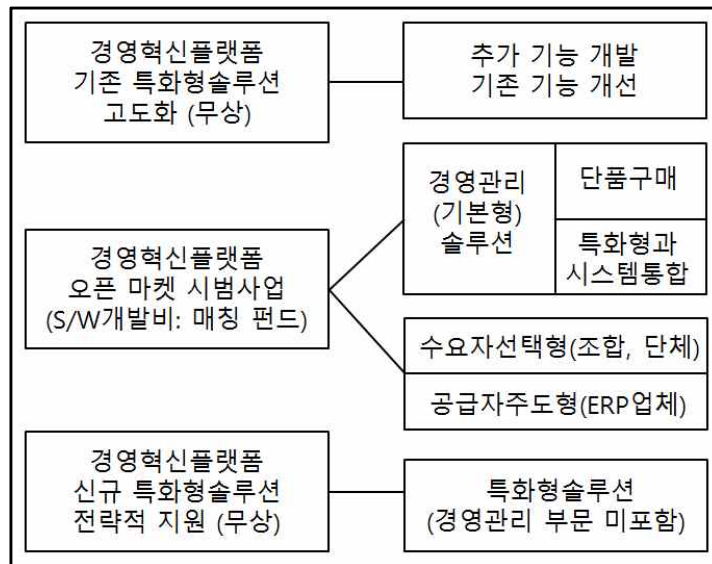 경영혁신플랫폼
기존 특화형솔루션
고도화 (무상)
추가 기능 개발
기존 기능 개선
경영혁신플랫폼
오픈 마켓 시범사업
(S/W개발비: 매칭 펀드)
경영관리
(기본형)
솔루션
단품구매
특화형과
시스템통합
수요자선택형(조합, 단체)
공급자주도형(ERP업체)
경영혁신플랫폼
신규 특화형솔루션
전략적 지원 (무상)
특화형솔루션
(경영관리 부문 미포함)